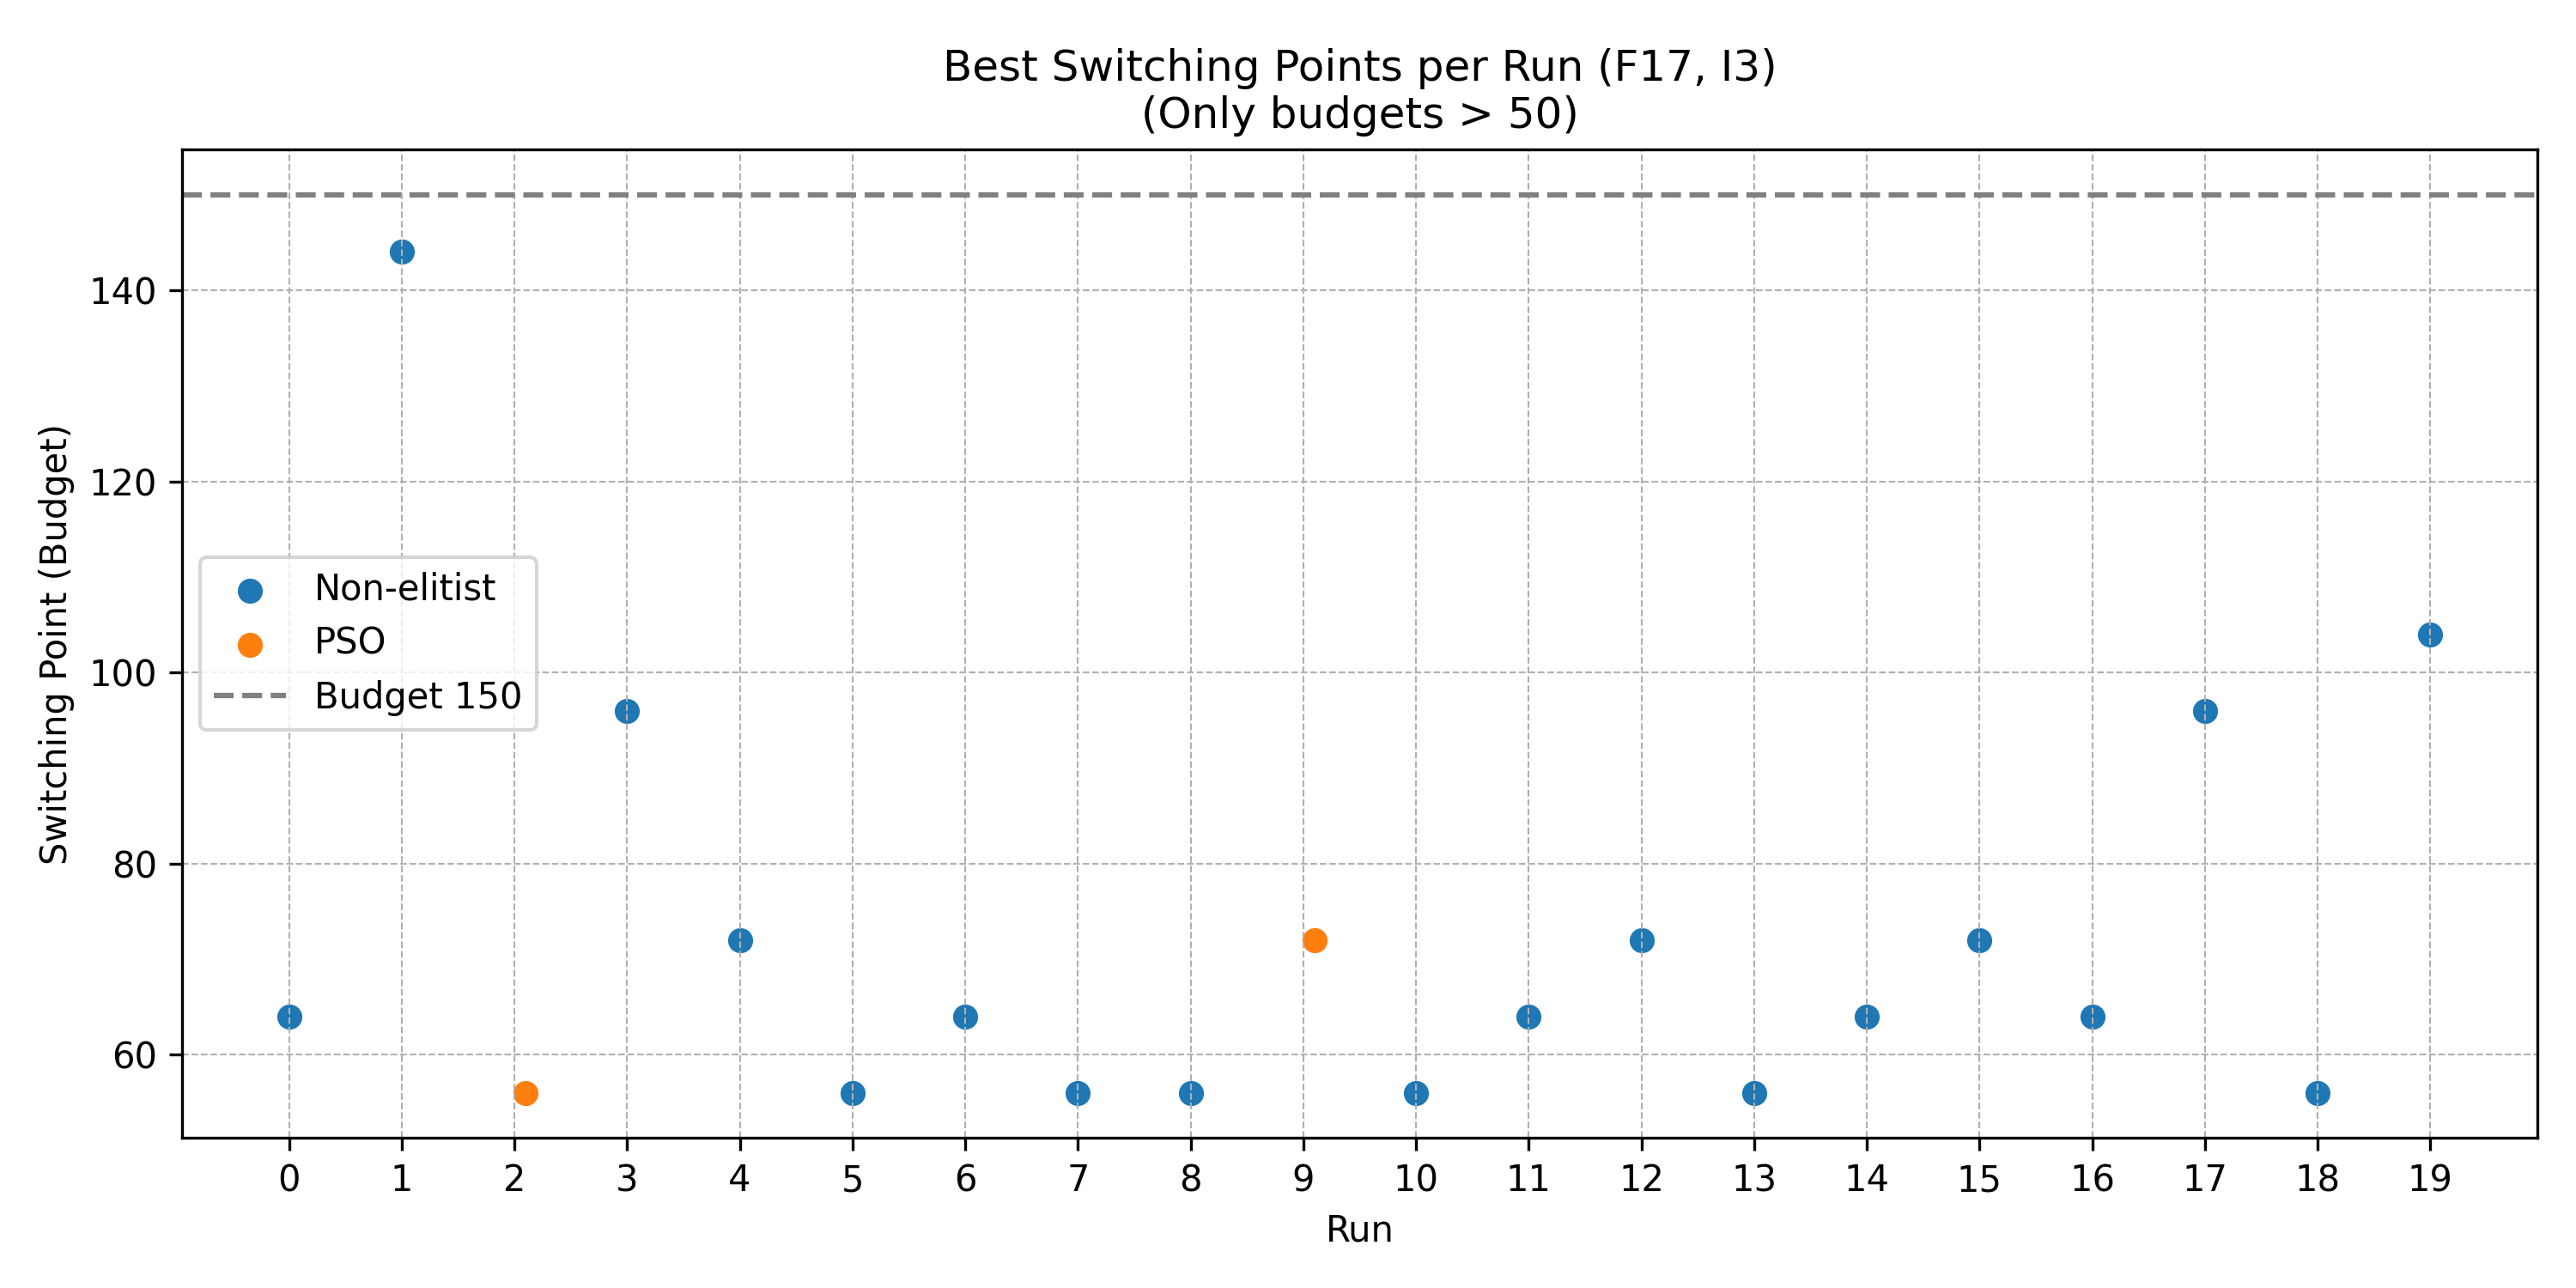 Best Switching Points per Run (F17, I3)
(Only budgets > 50)
Switching Point (Budget)
140
120
100
80
60
Non-elitist
PSO
Budget 150
0 1 2 3 4 5 6 7 8 9 10 11 12 13 14 15 16 17 18 19
Run